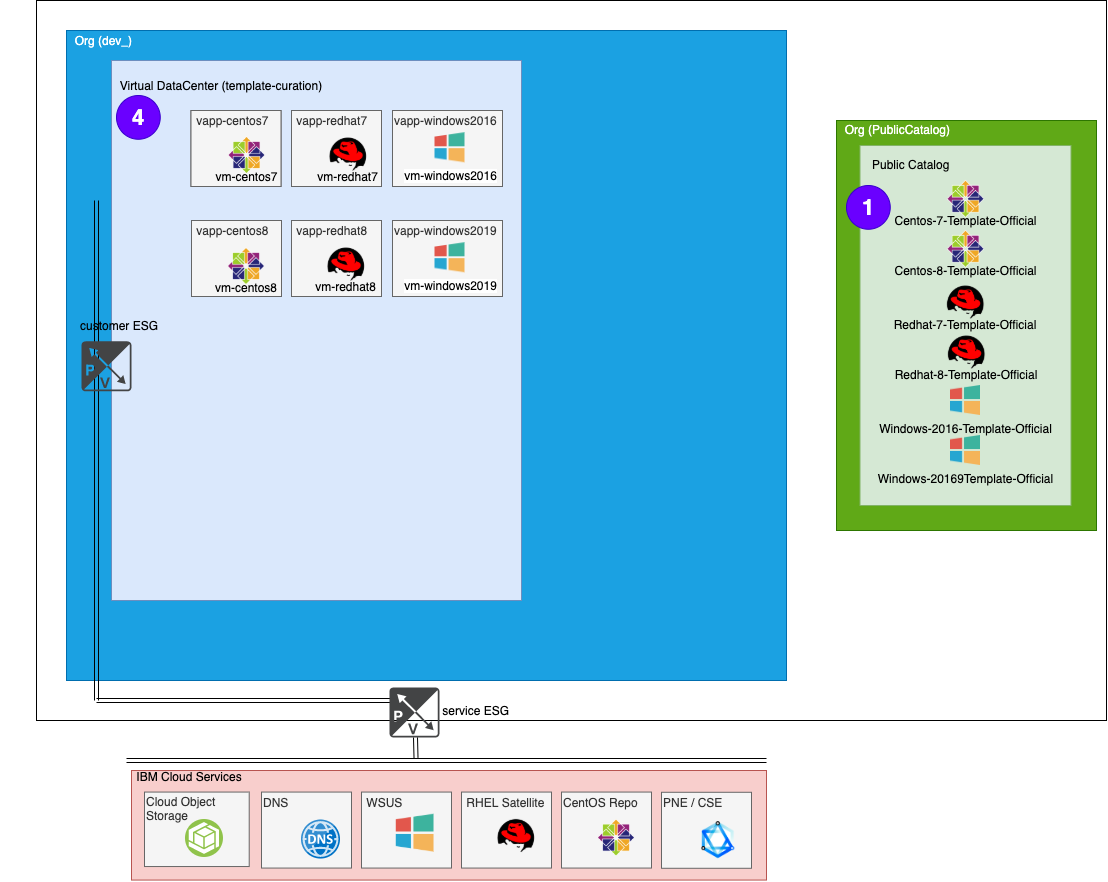 Org (dev_)
Virtual DataCenter (template-curation)
4
vapp-centos7
vm-centos7
vapp-redhat7
vm-redhat7
vapp-windows2016
vm-windows2016
vapp-centos8
vm-centos8
vapp-redhat8
vm-redhat8
vapp-windows2019
vm-windows2019
customer ESG
P
V
Org (PublicCatalog)
Public Catalog
1
Centos-7-Template-Official
Centos-8-Template-Official
Redhat-7-Template-Official
Redhat-8-Template-Official
Windows-2016-Template-Official
Windows-20169Template-Official
P
V
service ESG
IBM Cloud Services
Cloud Object
Storage
DNS
DNS
WSUS
RHEL Satellite
CentOS Repo
PNE / CSE